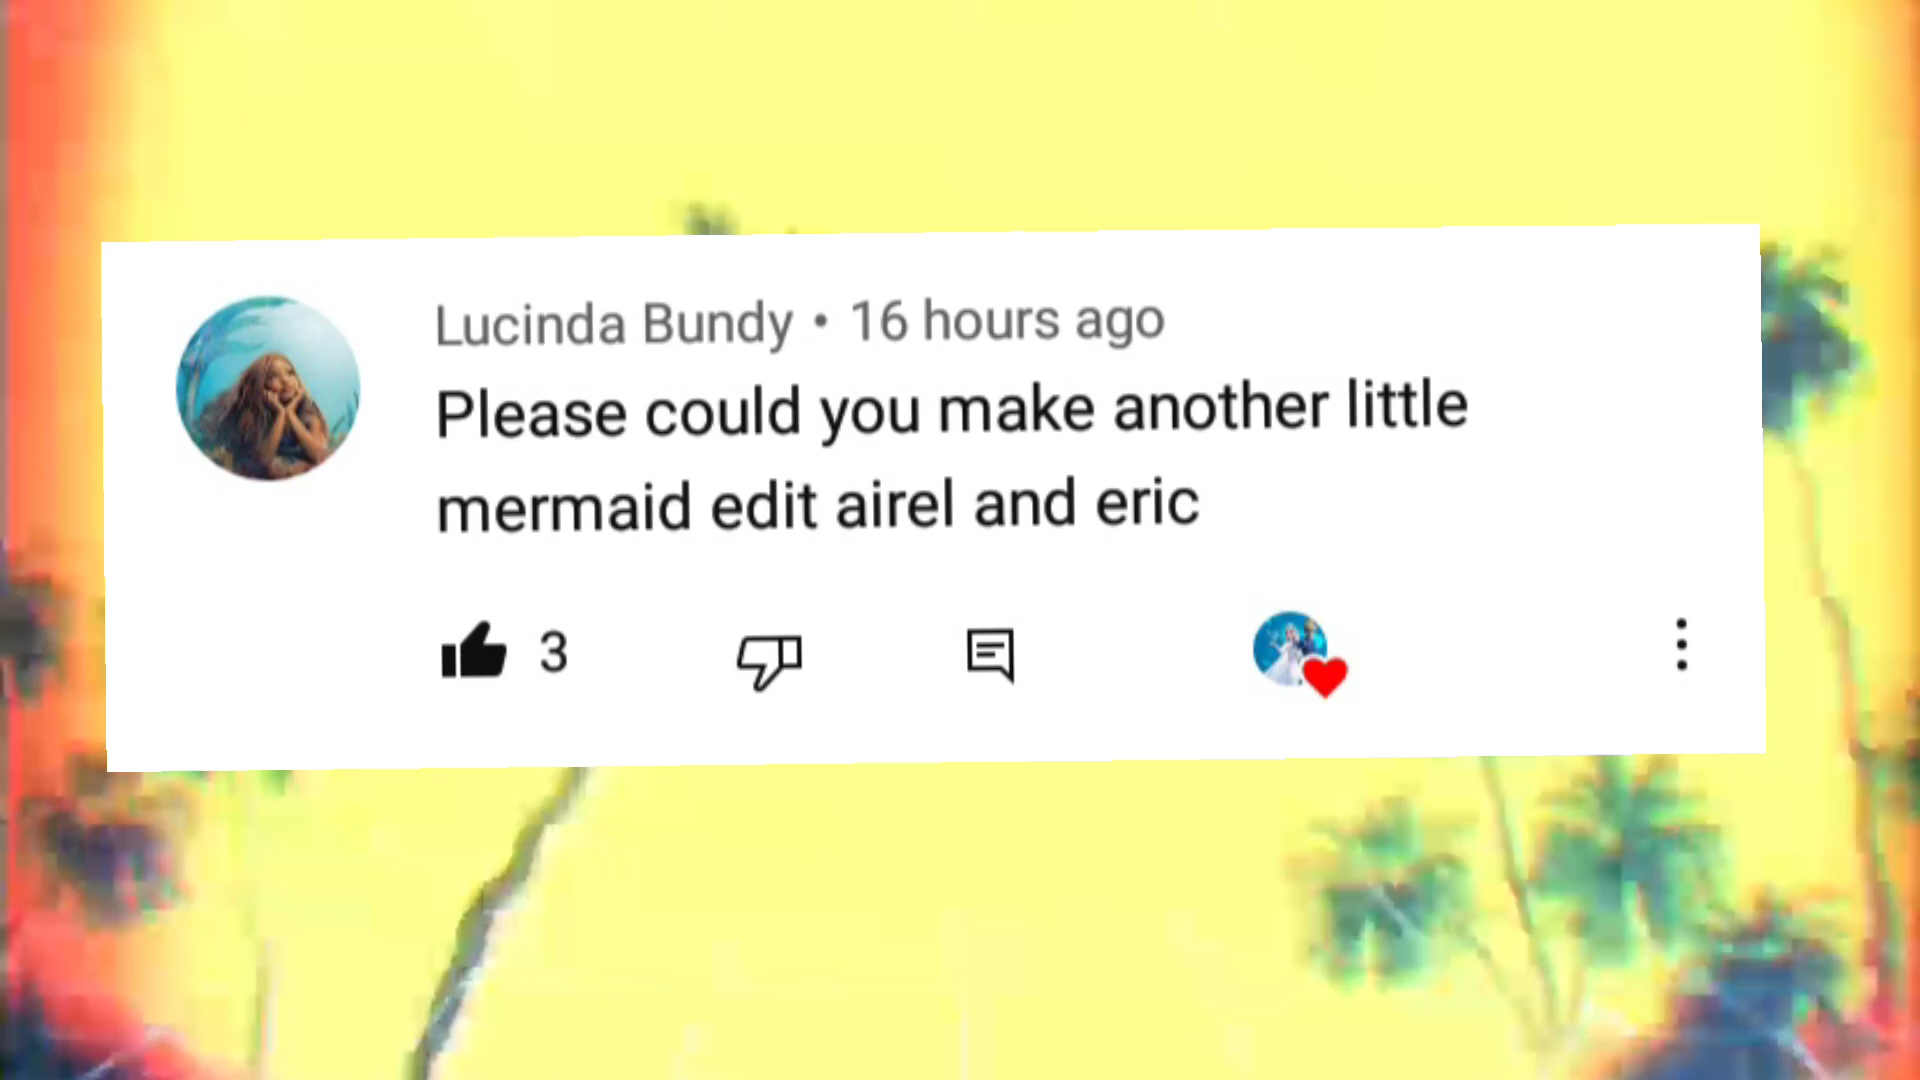 Lucinda Bundy • 16 hours ago
Please could you make another little
mermaid edit airel and eric
3